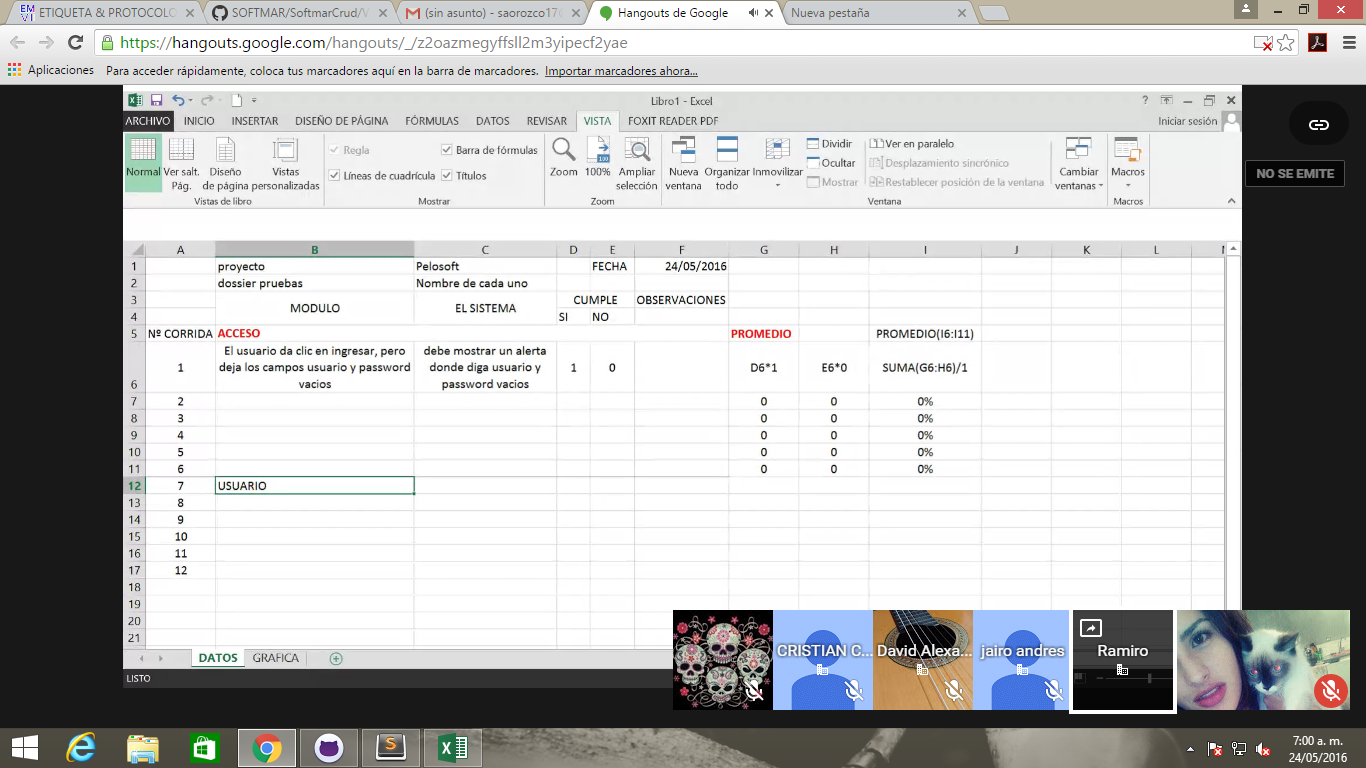 ETIQUETA & PROTOCOLO
SOFTMAR/SoftmarCrud/V
(sin asunto) - saorozco176
Hangouts de Google
Nueva pestaña
https://hangouts.google.com/hangouts/_/z2oazmegyffsll2m3yipecf2yae
Aplicaciones
Para acceder rápidamente, coloca tus marcadores aquí en la barra de marcadores. Importar marcadores ahora...
Libro1 - Excel
ARCHIVO INICIO INSERTAR DISEÑO DE PÁGINA FÓRMULAS DATOS REVISAR VISTA FOXIT READER PDF Iniciar sesión
Normal
Ver salt. Pág.
Diseño de página
Vistas personalizadas
Vistas de libro
Regla
Barra de fórmulas
Líneas de cuadrícula
Títulos
Mostrar
Zoom
100%
Ampliar selección
Zoom
Nueva ventana
Organizar todo
Inmovilizar
Dividir
Ocultar
Mostrar
Ver en paralelo
Desplazamiento sincrónico
Restablecer posición de la ventana
Ventana
Cambiar ventanas
Macros
Macros
NO SE EMITE
A B C D E F G H I J K L
1 proyecto Pelosoft FECHA 24/05/2016
2 dossier pruebas Nombre de cada uno
3 MODULO EL SISTEMA CUMPLE OBSERVACIONES
4 SI NO
5 Nº CORRIDA ACCESO PROMEDIO PROMEDIO(I6:I11)
6 1 El usuario da clic en ingresar, pero deja los campos usuario y password vacios debe mostrar un alerta donde diga usuario y password vacios 1 0 D6*1 E6*0 SUMA(G6:H6)/1
7 2 0 0 0%
8 3 0 0 0%
9 4 0 0 0%
10 5 0 0 0%
11 6 0 0 0%
12 7 USUARIO
13 8
14 9
15 10
16 11
17 12
18
19
20
21
DATOS GRAFICA
LISTO
CRISTIAN C...
David Alexa...
jairo andres
Ramiro
7:00 a. m.
24/05/2016